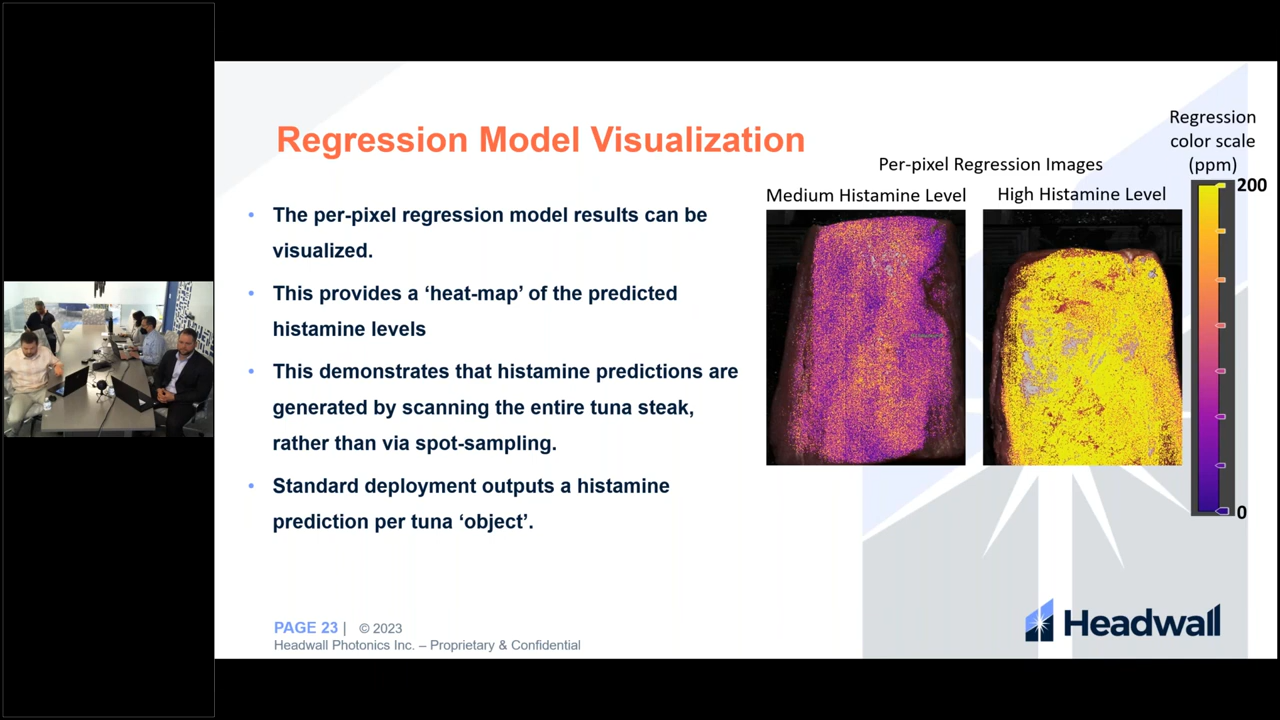 Regression Model Visualization
• The per-pixel regression model results can be
visualized.
• This provides a ‘heat-map’ of the predicted
histamine levels
• This demonstrates that histamine predictions are
generated by scanning the entire tuna steak,
rather than via spot-sampling.
• Standard deployment outputs a histamine
prediction per tuna ‘object’.
Per-pixel Regression Images
Medium Histamine Level
High Histamine Level
Regression
color scale
(ppm)
200
0
PAGE 23 | © 2023
Headwall Photonics Inc. – Proprietary & Confidential
Headwall